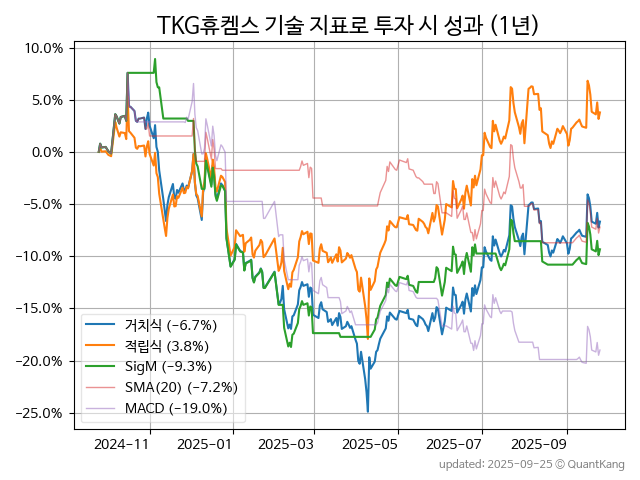 TKG휴켐스 기술 지표로 투자 시 성과 (1년)
10.0%
5.0%
0.0%
−5.0%
−10.0%
−15.0%
−20.0%
−25.0%
거치식 (−6.7%)
적립식 (3.8%)
SigM (−9.3%)
SMA(20) (−7.2%)
MACD (−19.0%)
2024−11
2025−01
2025−03
2025−05
2025−07
2025−09
updated: 2025-09-25 © QuantKang